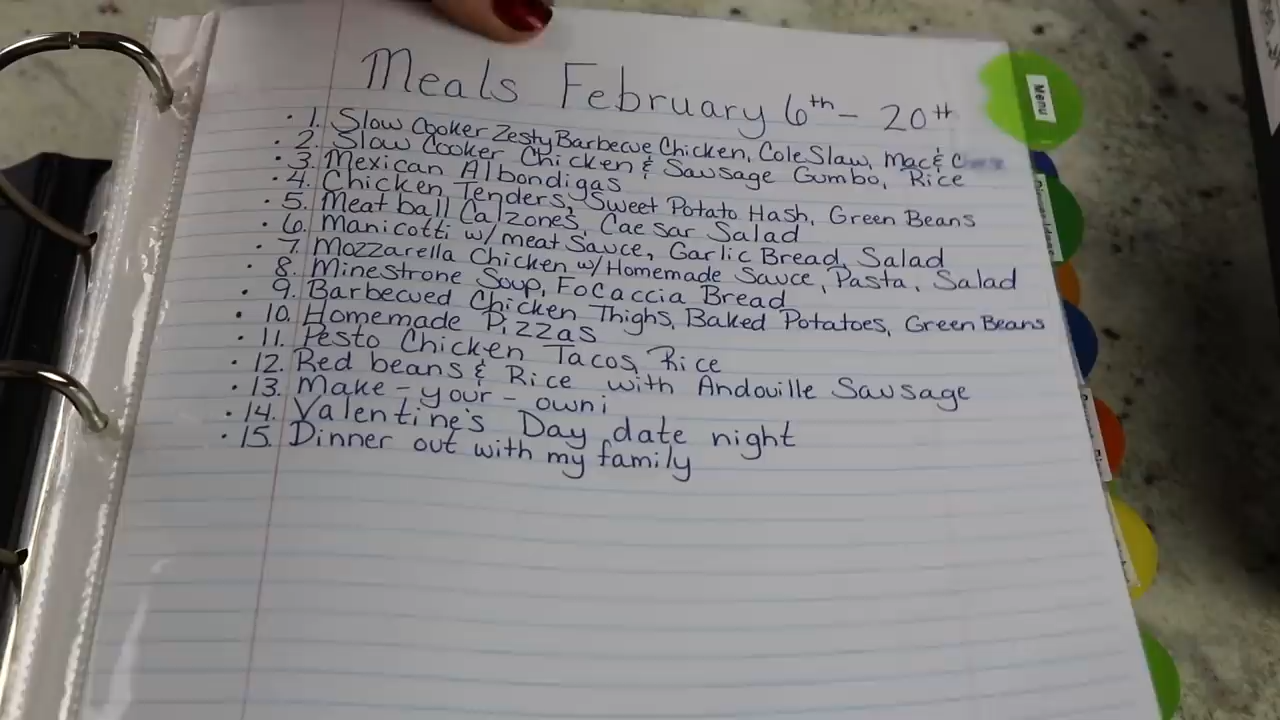 Meals February 6th - 20th
Menu
· 1. Slow Cooker Zesty Barbecue Chicken, Cole Slaw, Mac & C
· 2. Slow Cooker Chicken & Sausage Gumbo, Rice
· 3. Mexican Albondigas
· 4. Chicken Tenders, Sweet Potato Hash, Green Beans
· 5. Meatball Calzones, Caesar Salad
· 6. Manicotti w/ meat Sauce, Garlic Bread, Salad
· 7. Mozzarella Chicken w/ Homemade Sauce, Pasta, Salad
· 8. Minestrone Soup, Focaccia Bread
· 9. Barbecued Chicken Thighs, Baked Potatoes, Green Beans
· 10. Homemade Pizzas
· 11. Pesto Chicken Tacos, Rice
· 12. Red beans & Rice with Andouille Sausage
· 13. Make-your-own¡
· 14. Valentine's Day date night
· 15. Dinner out with my family